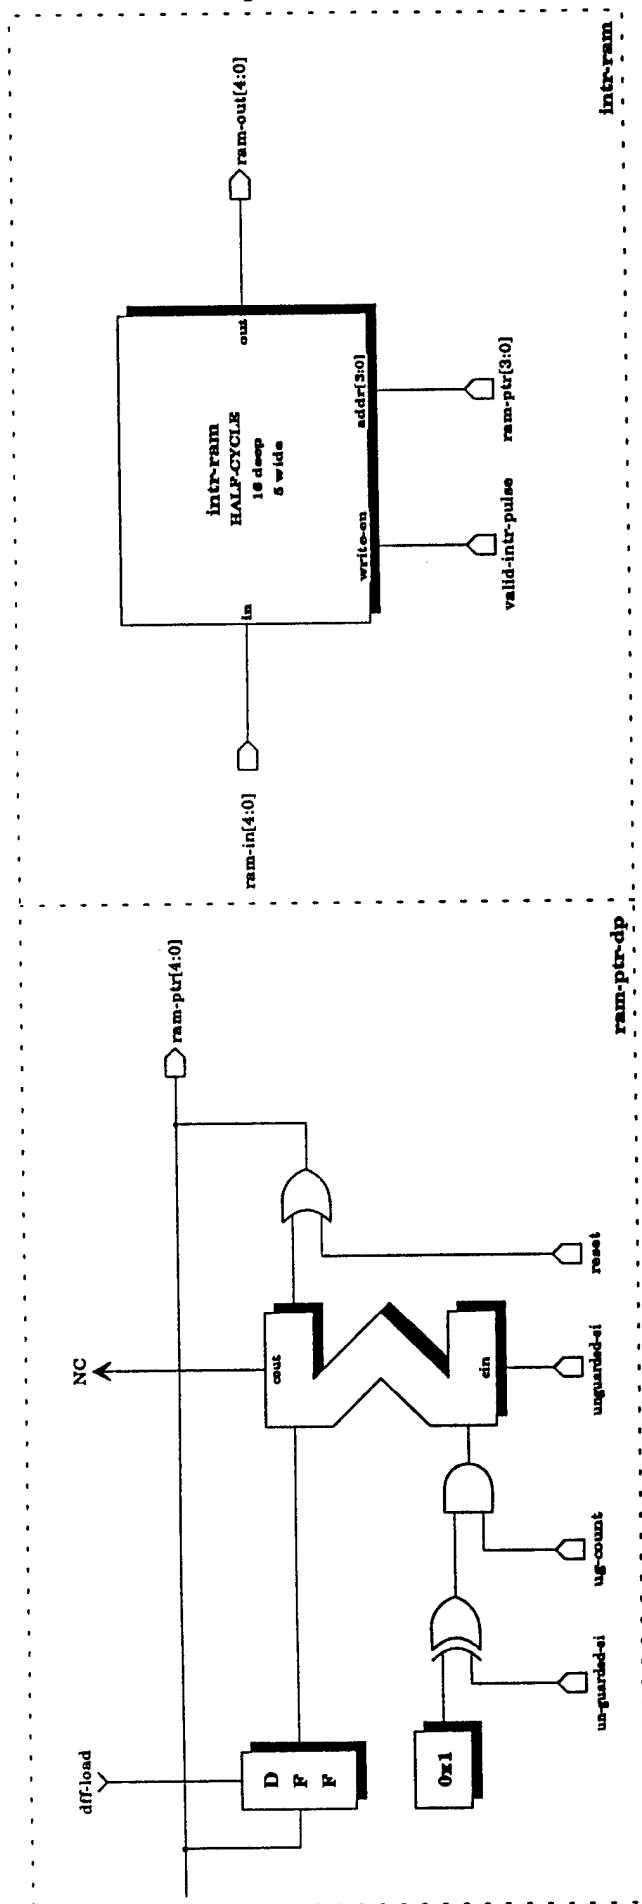 dff-load
D
F
F
0x1
un-guarded-si
ug-count
NC
cout
cin
unguarded-si
reset
ram-ptr[4:0]
ram-ptr-dp
ram-in[4:0]
in
intr-ram
HALF-CYCLE
16 deep
5 wide
out
write-en
addr[3:0]
valid-intr-pulse
ram-ptr[3:0]
ram-out[4:0]
intr-ram